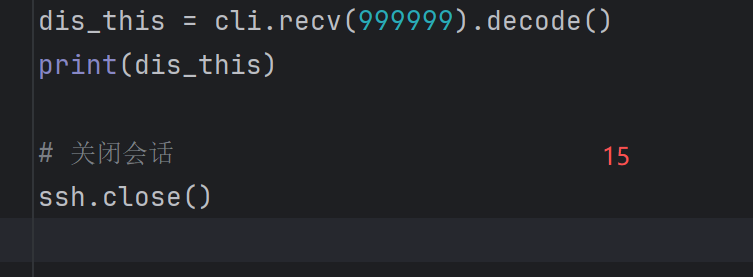 dis_this = cli.recv(999999).decode()
print(dis_this)
# 关闭会话
15
ssh.close()